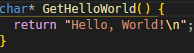 char* GetHelloWorld() {
  return "Hello, World!\n";
}